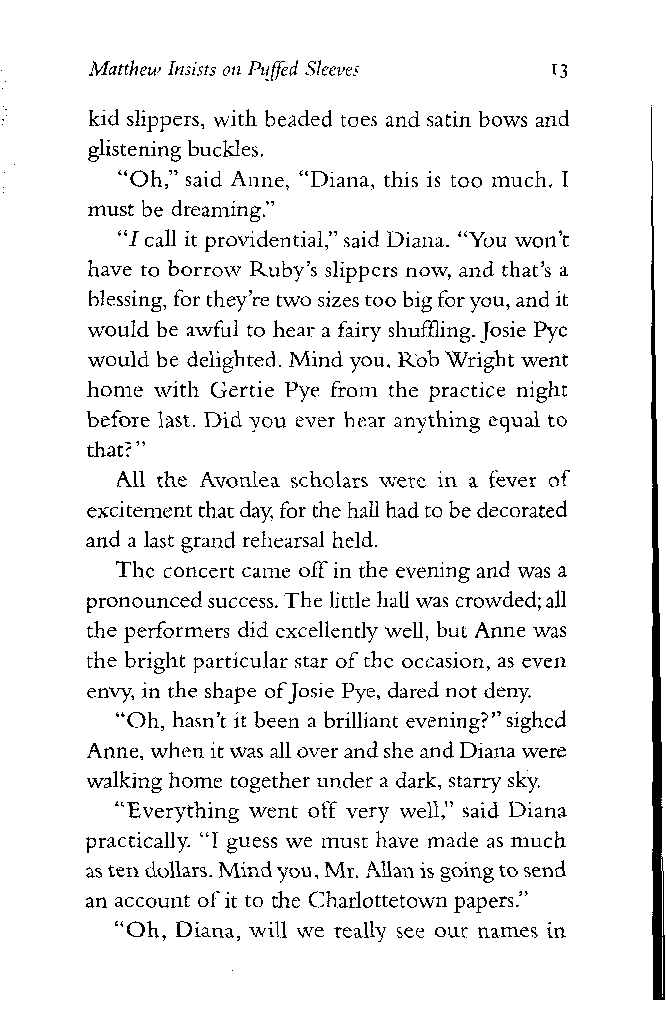 Matthew Insists on Puffed Sleeves 13
kid slippers, with beaded toes and satin bows and
glistening buckles.
“Oh,” said Anne, “Diana, this is too much. I
must be dreaming.”
“I call it providential,” said Diana. “You won’t
have to borrow Ruby’s slippers now, and that’s a
blessing, for they’re two sizes too big for you, and it
would be awful to hear a fairy shuffling. Josie Pye
would be delighted. Mind you, Rob Wright went
home with Gertie Pye from the practice night
before last. Did you ever hear anything equal to
that?”
All the Avonlea scholars were in a fever of
excitement that day, for the hall had to be decorated
and a last grand rehearsal held.
The concert came off in the evening and was a
pronounced success. The little hall was crowded; all
the performers did excellently well, but Anne was
the bright particular star of the occasion, as even
envy, in the shape of Josie Pye, dared not deny.
“Oh, hasn’t it been a brilliant evening?” sighed
Anne, when it was all over and she and Diana were
walking home together under a dark, starry sky.
“Everything went off very well,” said Diana
practically. “I guess we must have made as much
as ten dollars. Mind you, Mr. Allan is going to send
an account of it to the Charlottetown papers.”
“Oh, Diana, will we really see our names in